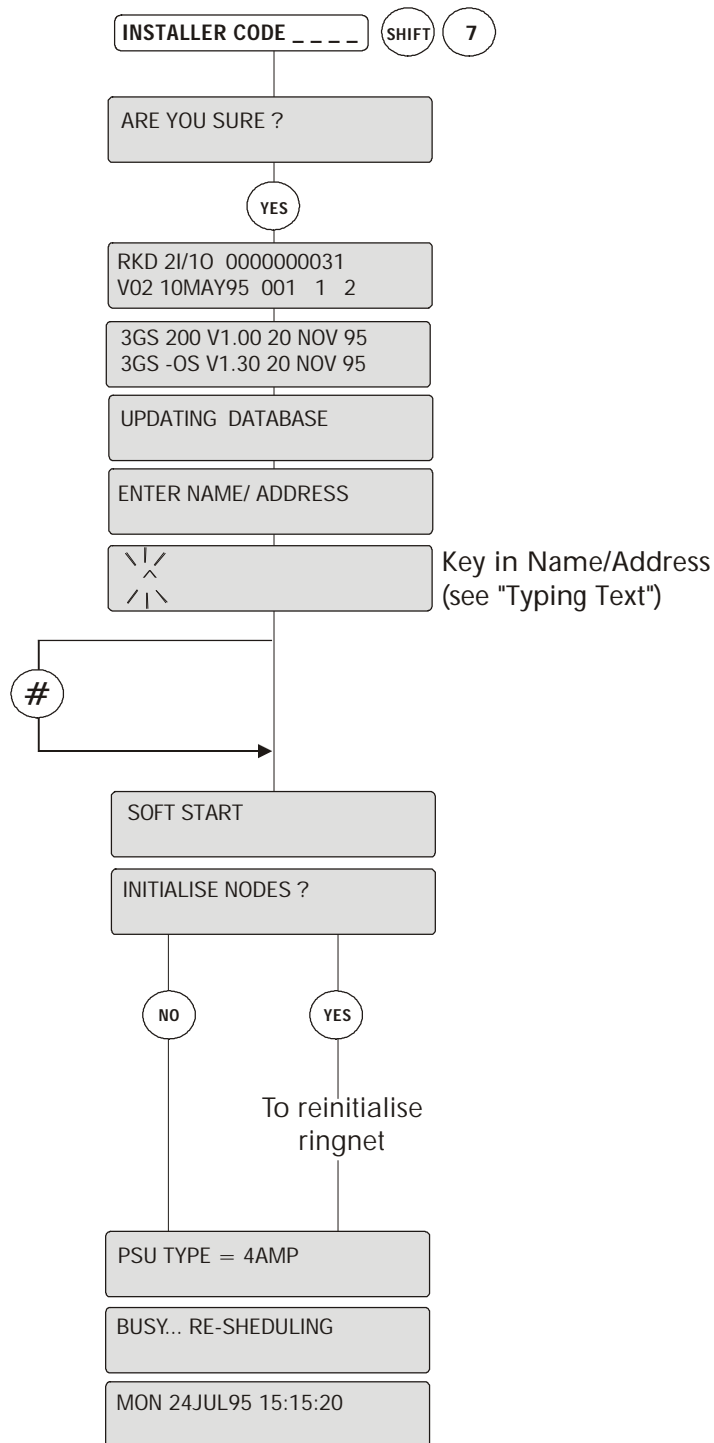 INSTALLER CODE _ _ _ _ SHIFT 7
ARE YOU SURE ?
YES
RKD 2I/1O 0000000031
V02 10MAY95 001 1 2
3GS 200 V1.00 20 NOV 95
3GS -OS V1.30 20 NOV 95
UPDATING DATABASE
ENTER NAME/ ADDRESS
^
Key in Name/Address
(see "Typing Text")
#
SOFT START
INITIALISE NODES ?
NO YES
To reinitialise
ringnet
PSU TYPE = 4AMP
BUSY... RE-SHEDULING
MON 24JUL95 15:15:20